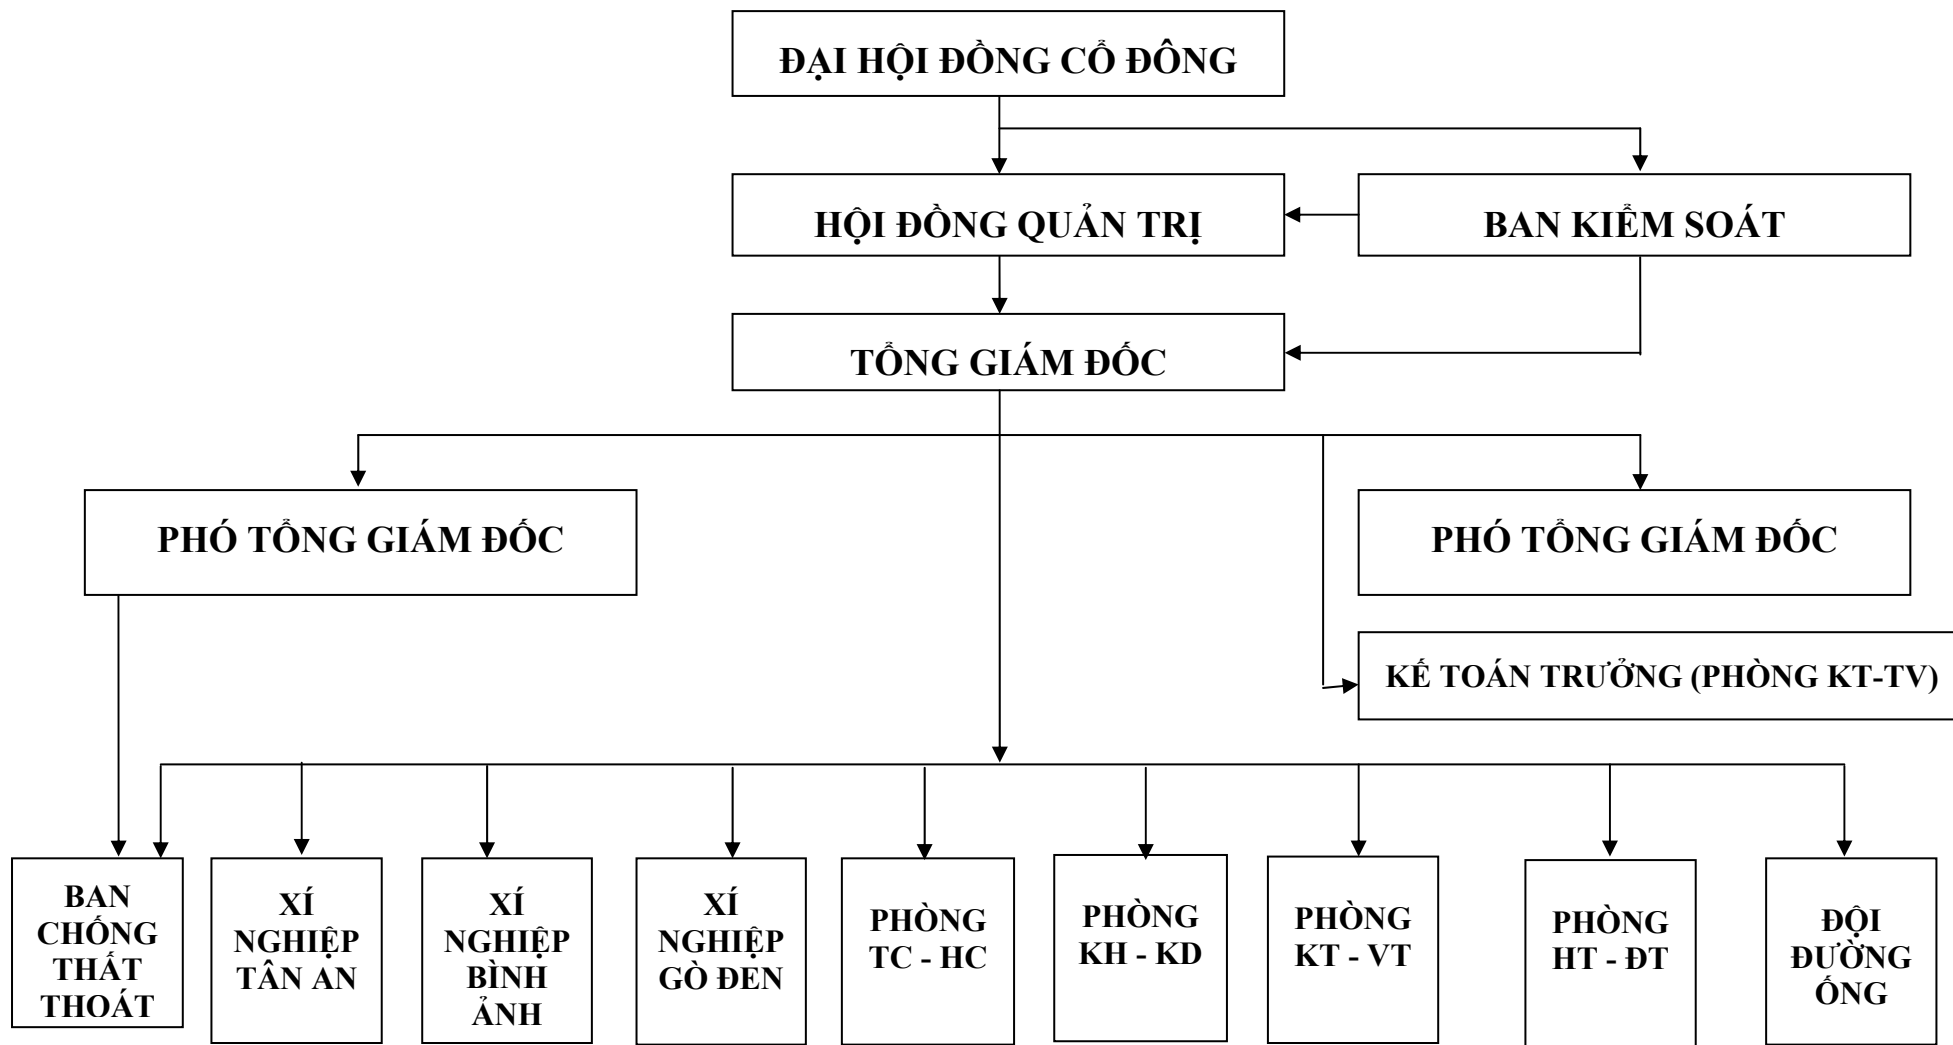 ĐẠI HỘI ĐỒNG CỔ ĐÔNG
HỘI ĐỒNG QUẢN TRỊ
BAN KIỂM SOÁT
TỔNG GIÁM ĐỐC
PHÓ TỔNG GIÁM ĐỐC
PHÓ TỔNG GIÁM ĐỐC
KẾ TOÁN TRƯỞNG (PHÒNG KT-TV)
BAN
CHỐNG
THẤT
THOÁT
XÍ
NGHIỆP
TÂN AN
XÍ
NGHIỆP
BÌNH
ẢNH
XÍ
NGHIỆP
GÒ ĐEN
PHÒNG
TC - HC
PHÒNG
KH - KD
PHÒNG
KT - VT
PHÒNG
HT - ĐT
ĐỘI
ĐƯỜNG
ỐNG